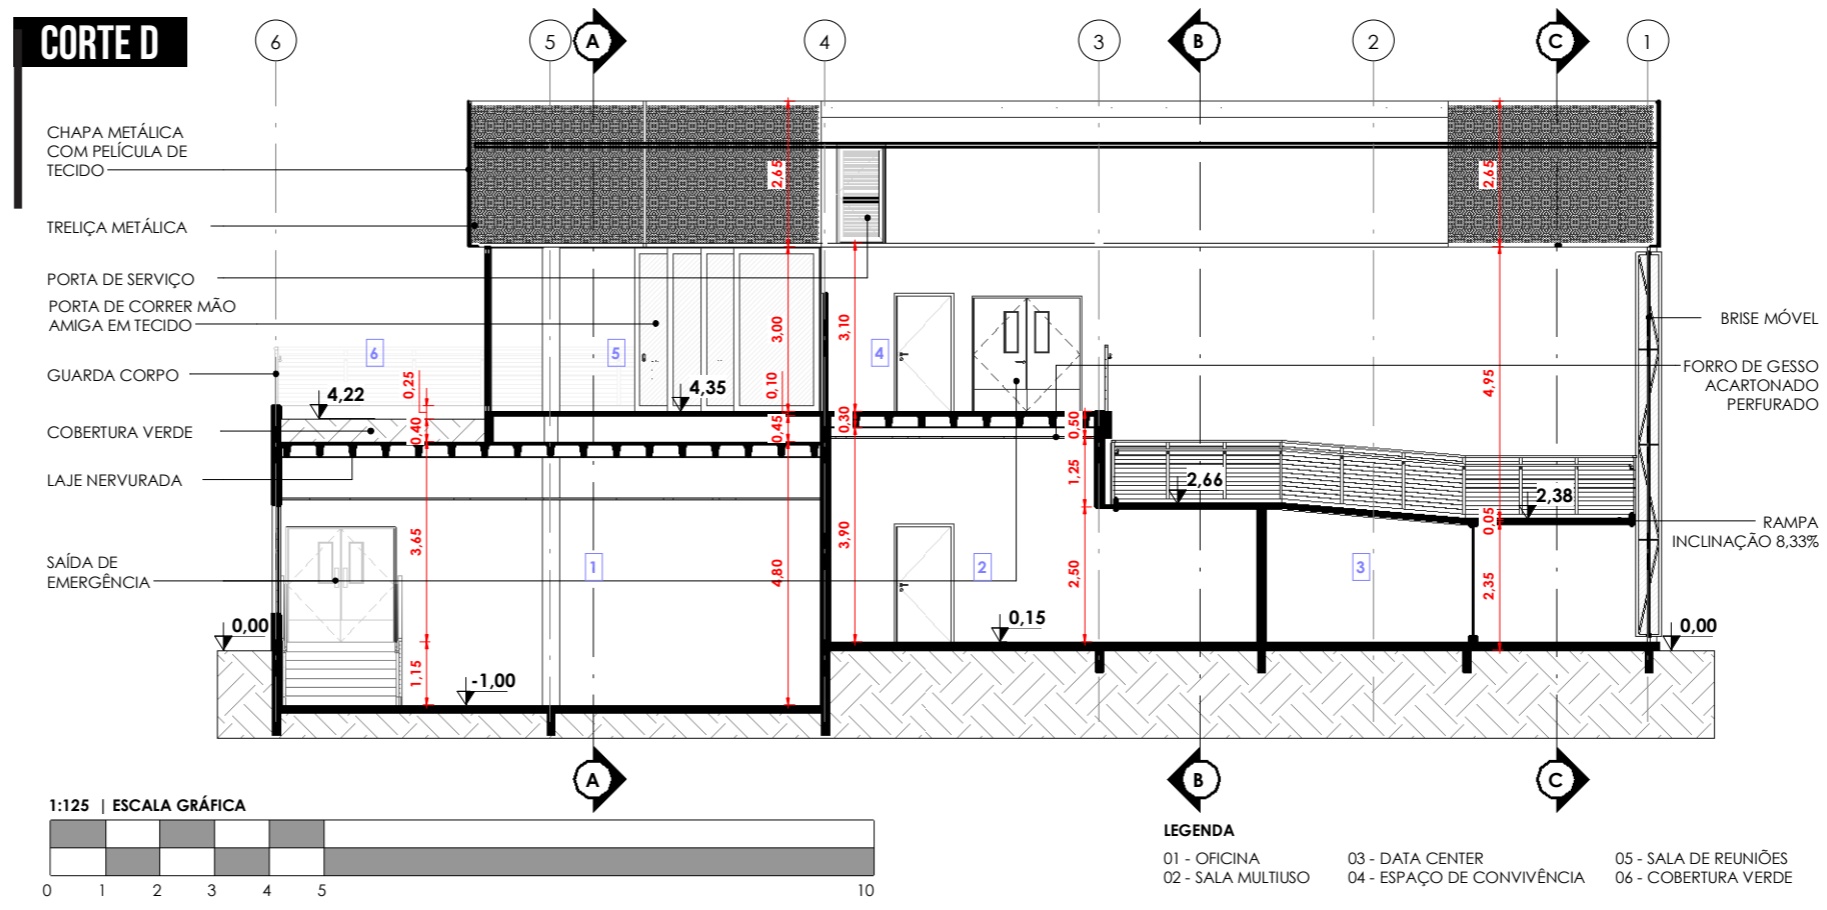 CORTE D
6
5
A
4
3
B
2
C
1
CHAPA METÁLICA
COM PELÍCULA DE
TECIDO
TRELIÇA METÁLICA
PORTA DE SERVIÇO
PORTA DE CORRER MÃO
AMIGA EM TECIDO
GUARDA CORPO
COBERTURA VERDE
LAJE NERVURADA
SAÍDA DE
EMERGÊNCIA
2,65
2,65
3,00
3,10
4,95
6
5
4
0,25
4,22
0,10
4,35
0,40
0,45
0,30
0,50
1,25
2,66
2,38
0,05
3,65
4,80
3,90
2,50
2,35
1
2
3
0,00
0,15
0,00
1,15
-1,00
BRISE MÓVEL
FORRO DE GESSO
ACARTONADO
PERFURADO
RAMPA
INCLINAÇÃO 8,33%
A
B
C
1:125 | ESCALA GRÁFICA
0 1 2 3 4 5 10
LEGENDA
01 - OFICINA
02 - SALA MULTIUSO
03 - DATA CENTER
04 - ESPAÇO DE CONVIVÊNCIA
05 - SALA DE REUNIÕES
06 - COBERTURA VERDE